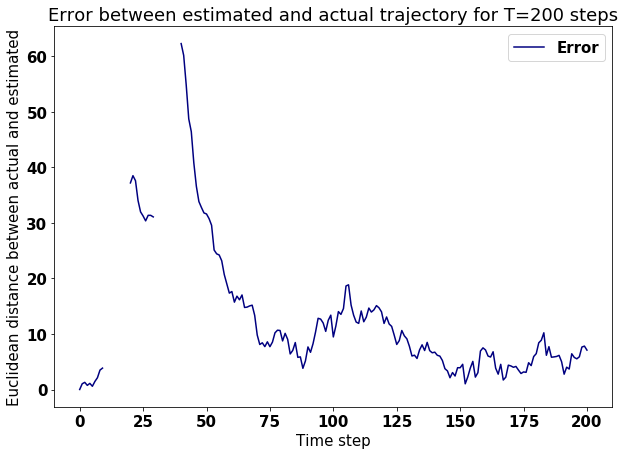 Error between estimated and actual trajectory for T=200 steps
Error
Euclidean distance between actual and estimated
60
50
40
30
20
10
0
0 25 50 75 100 125 150 175 200
Time step